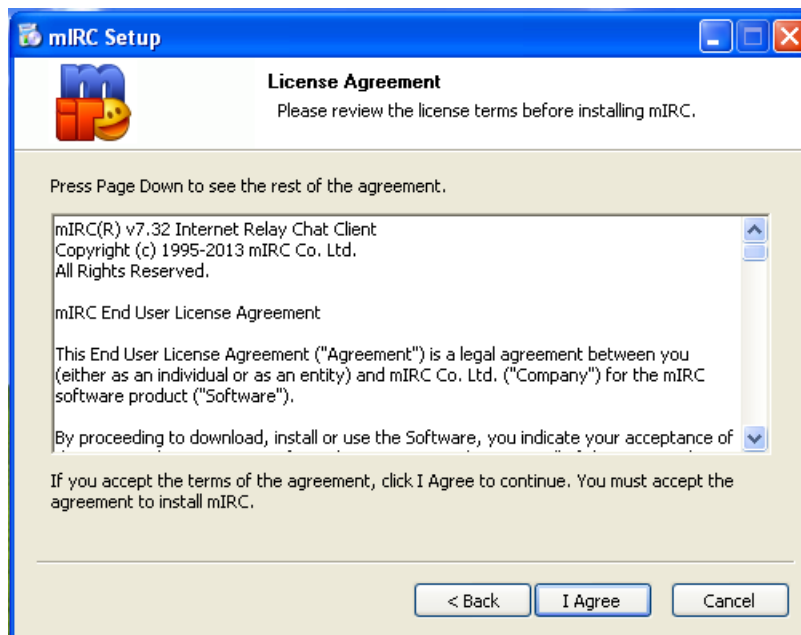 mIRC Setup
mirc
License Agreement
Please review the license terms before installing mIRC.
Press Page Down to see the rest of the agreement.
mIRC(R) v7.32 Internet Relay Chat Client
Copyright (c) 1995-2013 mIRC Co. Ltd.
All Rights Reserved.
mIRC End User License Agreement
This End User License Agreement ("Agreement") is a legal agreement between you
(either as an individual or as an entity) and mIRC Co. Ltd. ("Company") for the mIRC
software product ("Software").
By proceeding to download, install or use the Software, you indicate your acceptance of
If you accept the terms of the agreement, click I Agree to continue. You must accept the
agreement to install mIRC.
< Back
I Agree
Cancel